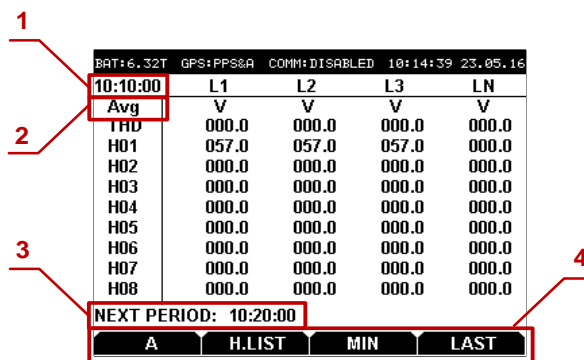 1
BAT:6.32T GPS:PPS&A COMM:DISABLED 10:14:39 23.05.16
10:10:00 L1 L2 L3 LN
Avg V V V V
2
THD 000.0 000.0 000.0 000.0
H01 057.0 057.0 057.0 000.0
H02 000.0 000.0 000.0 000.0
H03 000.0 000.0 000.0 000.0
H04 000.0 000.0 000.0 000.0
H05 000.0 000.0 000.0 000.0
H06 000.0 000.0 000.0 000.0
3
H07 000.0 000.0 000.0 000.0
4
H08 000.0 000.0 000.0 000.0
NEXT PERIOD: 10:20:00
A H.LIST MIN LAST